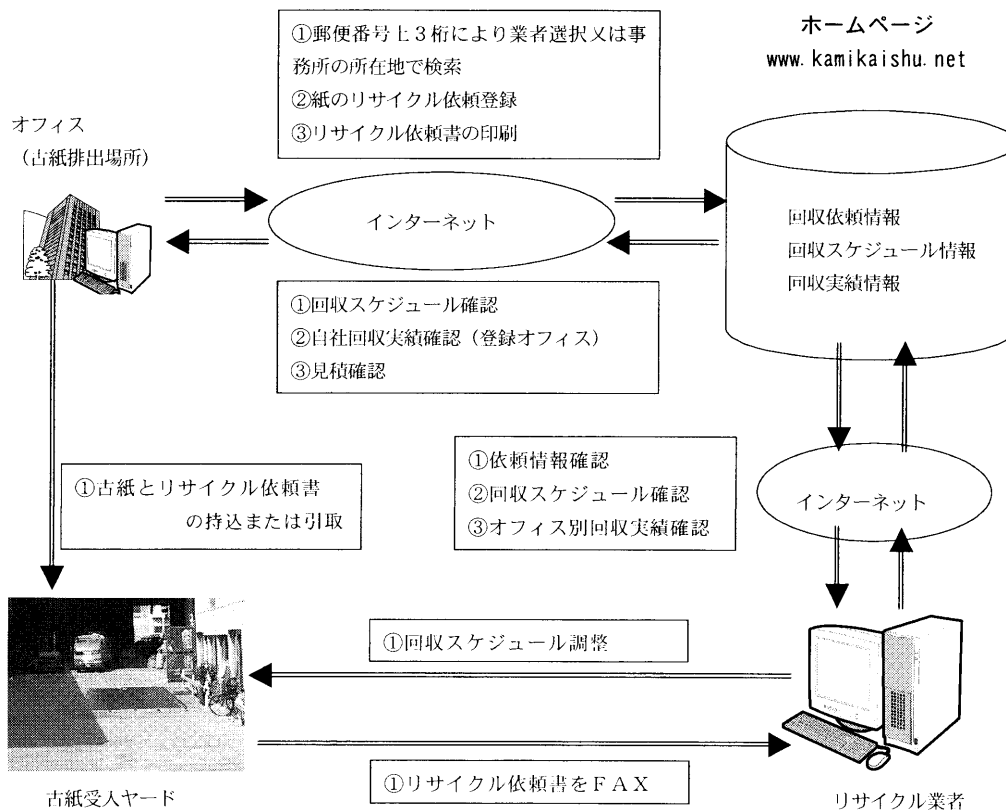 ①郵便番号上3桁により業者選択又は事
務所の所在地で検索
②紙のリサイクル依頼登録
③リサイクル依頼書の印刷
ホームページ
www.kamikaishu.net
オフィス
（古紙排出場所）
インターネット
回収依頼情報
回収スケジュール情報
回収実績情報
①回収スケジュール確認
②自社回収実績確認（登録オフィス）
③見積確認
①古紙とリサイクル依頼書
の持込または引取
①依頼情報確認
②回収スケジュール確認
③オフィス別回収実績確認
インターネット
①回収スケジュール調整
①リサイクル依頼書をＦＡＸ
古紙受入ヤード
リサイクル業者